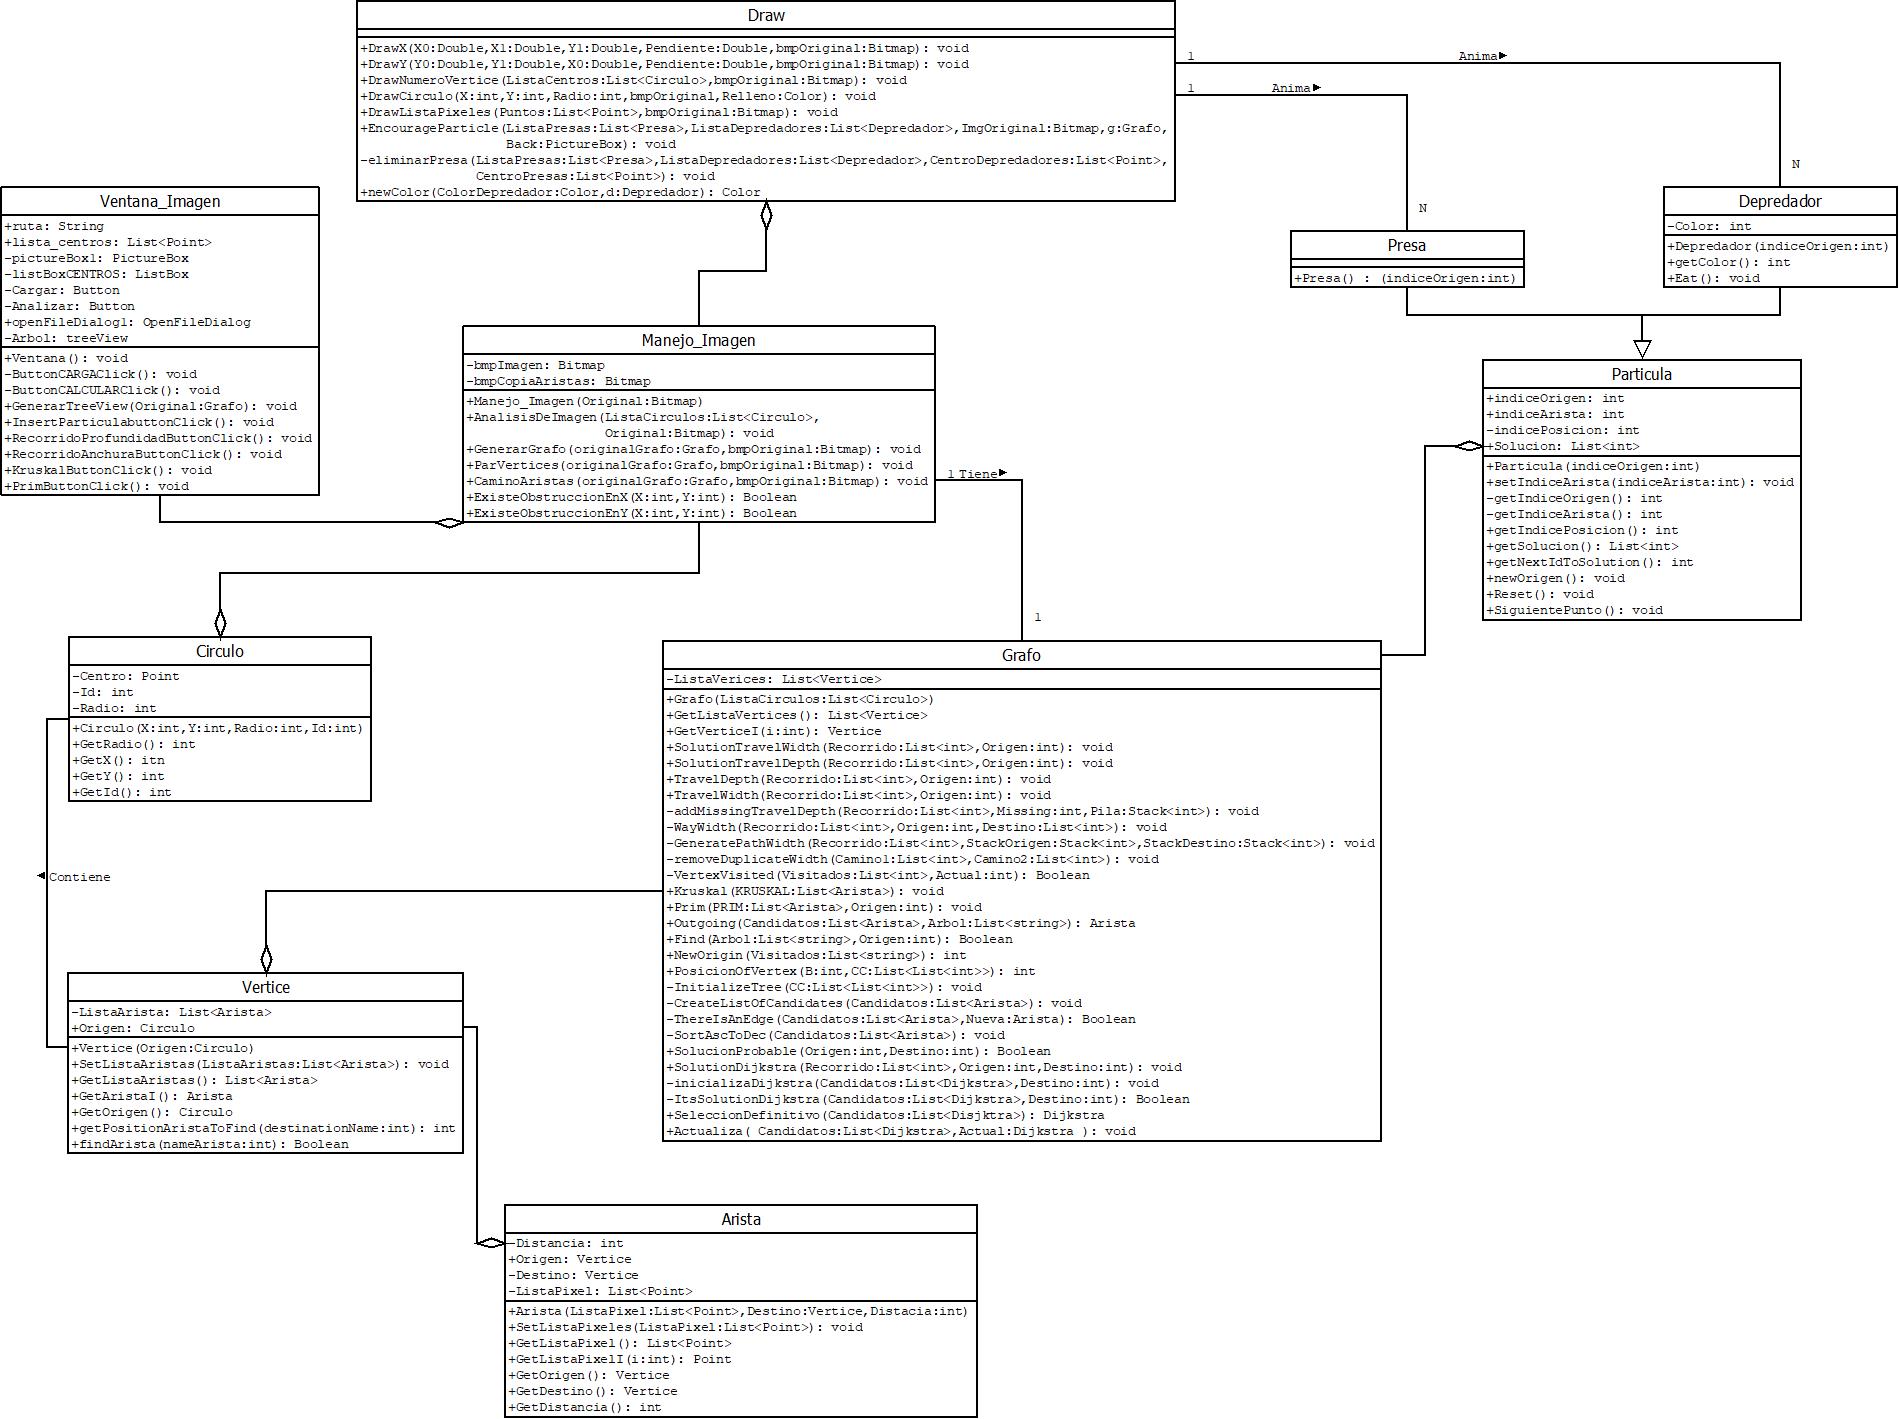 Draw
+DrawX(X0:Double,X1:Double,Y1:Double,Pendiente:Double,bmpOriginal:Bitmap): void
+DrawY(Y0:Double,Y1:Double,X0:Double,Pendiente:Double,bmpOriginal:Bitmap): void
+DrawNumeroVertice(ListaCentros:List<Circulo>,bmpOriginal:Bitmap): void
+DrawCirculo(X:int,Y:int,Radio:int,bmpOriginal,Relleno:Color): void
+DrawListaPixeles(Puntos:List<Point>,bmpOriginal:Bitmap): void
+EncourageParticle(ListaPresas:List<Presa>,ListaDepredadores:List<Depredador>,ImgOriginal:Bitmap,g:Grafo,
Back:PictureBox): void
-eliminarPresa(ListaPresas:List<Presa>,ListaDepredadores:List<Depredador>,CentroDepredadores:List<Point>,
CentroPresas:List<Point>): void
+newColor(ColorDepredador:Color,d:Depredador): Color
1
Anima
1
Anima
N
N
Ventana_Imagen
+ruta: String
+lista_centros: List<Point>
-pictureBox1: PictureBox
-listBoxCENTROS: ListBox
-Cargar: Button
-Analizar: Button
+openFileDialog1: OpenFileDialog
-Arbol: treeView
+Ventana(): void
-ButtonCARGAClick(): void
-ButtonCALCULARClick(): void
+GenerarTreeView(Original:Grafo): void
+InsertParticulabuttonClick(): void
+RecorridoProfundidadButtonClick(): void
+RecorridoAnchuraButtonClick(): void
+KruskalButtonClick(): void
+PrimButtonClick(): void
Depredador
-Color: int
+Depredador(indiceOrigen:int)
+getColor(): int
+Eat(): void
Presa
+Presa() : (indiceOrigen:int)
Manejo_Imagen
-bmpImagen: Bitmap
-bmpCopiaAristas: Bitmap
+Manejo_Imagen(Original:Bitmap)
+AnalisisDeImagen(ListaCirculos:List<Circulo>,
Original:Bitmap): void
+GenerarGrafo(originalGrafo:Grafo,bmpOriginal:Bitmap): void
+ParVertices(originalGrafo:Grafo,bmpOriginal:Bitmap): void
+CaminoAristas(originalGrafo:Grafo,bmpOriginal:Bitmap): void
+ExisteObstruccionEnX(X:int,Y:int): Boolean
+ExisteObstruccionEnY(X:int,Y:int): Boolean
1 Tiene
1
Particula
+indiceOrigen: int
+indiceArista: int
-indicePosicion: int
+Solucion: List<int>
+Particula(indiceOrigen:int)
+setIndiceArista(indiceArista:int): void
-getIndiceOrigen(): int
-getIndiceArista(): int
+getIndicePosicion(): int
+getSolucion(): List<int>
+getNextIdToSolution(): int
+newOrigen(): void
+Reset(): void
+SiguientePunto(): void
Circulo
-Centro: Point
-Id: int
-Radio: int
+Circulo(X:int,Y:int,Radio:int,Id:int)
+GetRadio(): int
+GetX(): itn
+GetY(): int
+GetId(): int
Contiene
Grafo
-ListaVerices: List<Vertice>
+Grafo(ListaCirculos:List<Circulo>)
+GetListaVertices(): List<Vertice>
+GetVerticeI(i:int): Vertice
+SolutionTravelWidth(Recorrido:List<int>,Origen:int): void
+SolutionTravelDepth(Recorrido:List<int>,Origen:int): void
+TravelDepth(Recorrido:List<int>,Origen:int): void
+TravelWidth(Recorrido:List<int>,Origen:int): void
-addMissingTravelDepth(Recorrido:List<int>,Missing:int,Pila:Stack<int>): void
-WayWidth(Recorrido:List<int>,Origen:int,Destino:List<int>): void
-GeneratePathWidth(Recorrido:List<int>,StackOrigen:Stack<int>,StackDestino:Stack<int>): void
-removeDuplicateWidth(Camino1:List<int>,Camino2:List<int>): void
-VertexVisited(Visitados:List<int>,Actual:int): Boolean
+Kruskal(KRUSKAL:List<Arista>): void
+Prim(PRIM:List<Arista>,Origen:int): void
+Outgoing(Candidatos:List<Arista>,Arbol:List<string>): Arista
+Find(Arbol:List<string>,Origen:int): Boolean
+NewOrigin(Visitados:List<string>): int
+PosicionOfVertex(B:int,CC:List<List<int>>): int
-InitializeTree(CC:List<List<int>>): void
-CreateListOfCandidates(Candidatos:List<Arista>): void
-ThereIsAnEdge(Candidatos:List<Arista>,Nueva:Arista): Boolean
-SortAscToDec(Candidatos:List<Arista>): void
+SolucionProbable(Origen:int,Destino:int): Boolean
+SolutionDijkstra(Recorrido:List<int>,Origen:int,Destino:int): void
-inicializaDijkstra(Candidatos:List<Dijkstra>,Destino:int): void
-ItsSolutionDijkstra(Candidatos:List<Dijkstra>,Destino:int): Boolean
+SeleccionDefinitivo(Candidatos:List<Disjktra>): Dijkstra
+Actualiza( Candidatos:List<Dijkstra>,Actual:Dijkstra ): void
Vertice
-ListaArista: List<Arista>
+Origen: Circulo
+Vertice(Origen:Circulo)
+SetListaAristas(ListaAristas:List<Arista>): void
+GetListaAristas(): List<Arista>
+GetAristaI(): Arista
+GetOrigen(): Circulo
+getPositionAristaToFind(destinationName:int): int
+findArista(nameArista:int): Boolean
Arista
-Distancia: int
+Origen: Vertice
-Destino: Vertice
-ListaPixel: List<Point>
+Arista(ListaPixel:List<Point>,Destino:Vertice,Distacia:int)
+SetListaPixeles(ListaPixel:List<Point>): void
+GetListaPixel(): List<Point>
+GetListaPixelI(i:int): Point
+GetOrigen(): Vertice
+GetDestino(): Vertice
+GetDistancia(): int